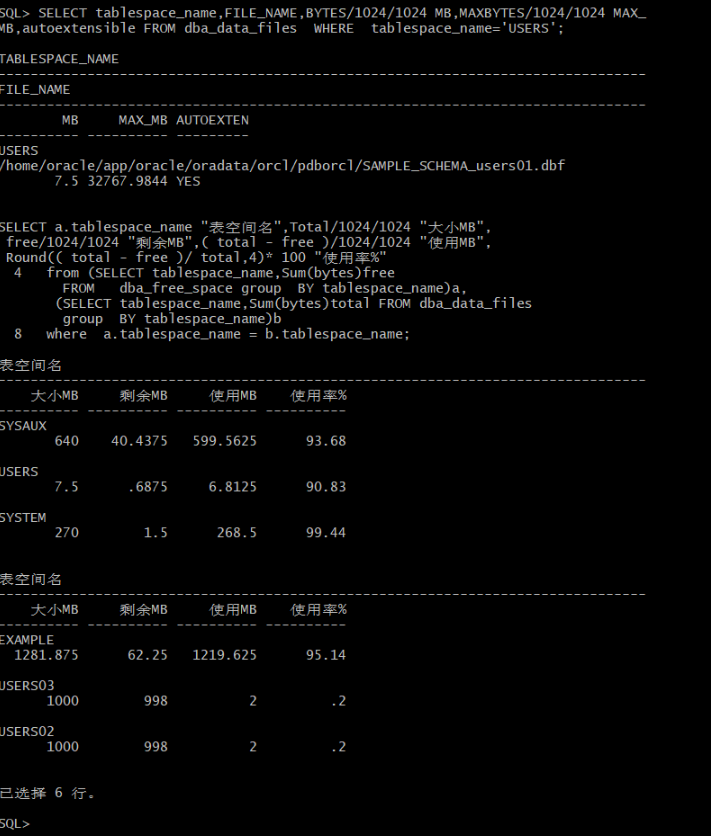 SQL> SELECT tablespace_name,FILE_NAME,BYTES/1024/1024 MB,MAXBYTES/1024/1024 MAX_
MB,autoextensible FROM dba_data_files  WHERE  tablespace_name='USERS';
TABLESPACE_NAME
--------------------------------------------------------------------------------
FILE_NAME
--------------------------------------------------------------------------------
        MB     MAX_MB AUTOEXTEN
---------- ---------- ---------
USERS
/home/oracle/app/oracle/oradata/orcl/pdborcl/SAMPLE_SCHEMA_users01.dbf
       7.5 32767.9844 YES
SELECT a.tablespace_name "表空间名",Total/1024/1024 "大小MB",
 free/1024/1024 "剩余MB",( total - free )/1024/1024 "使用MB",
 Round(( total - free )/ total,4)* 100 "使用率%"
  4   from (SELECT tablespace_name,Sum(bytes)free
        FROM   dba_free_space group  BY tablespace_name)a,
       (SELECT tablespace_name,Sum(bytes)total FROM dba_data_files
        group  BY tablespace_name)b
  8   where  a.tablespace_name = b.tablespace_name;
表空间名
--------------------------------------------------------------------------------
    大小MB     剩余MB     使用MB    使用率%
---------- ---------- ---------- ----------
SYSAUX
       640    40.4375   599.5625      93.68
USERS
       7.5      .6875     6.8125      90.83
SYSTEM
       270        1.5      268.5      99.44
表空间名
--------------------------------------------------------------------------------
    大小MB     剩余MB     使用MB    使用率%
---------- ---------- ---------- ----------
EXAMPLE
  1281.875      62.25   1219.625      95.14
USERS03
      1000        998          2         .2
USERS02
      1000        998          2         .2
已选择 6 行。
SQL>